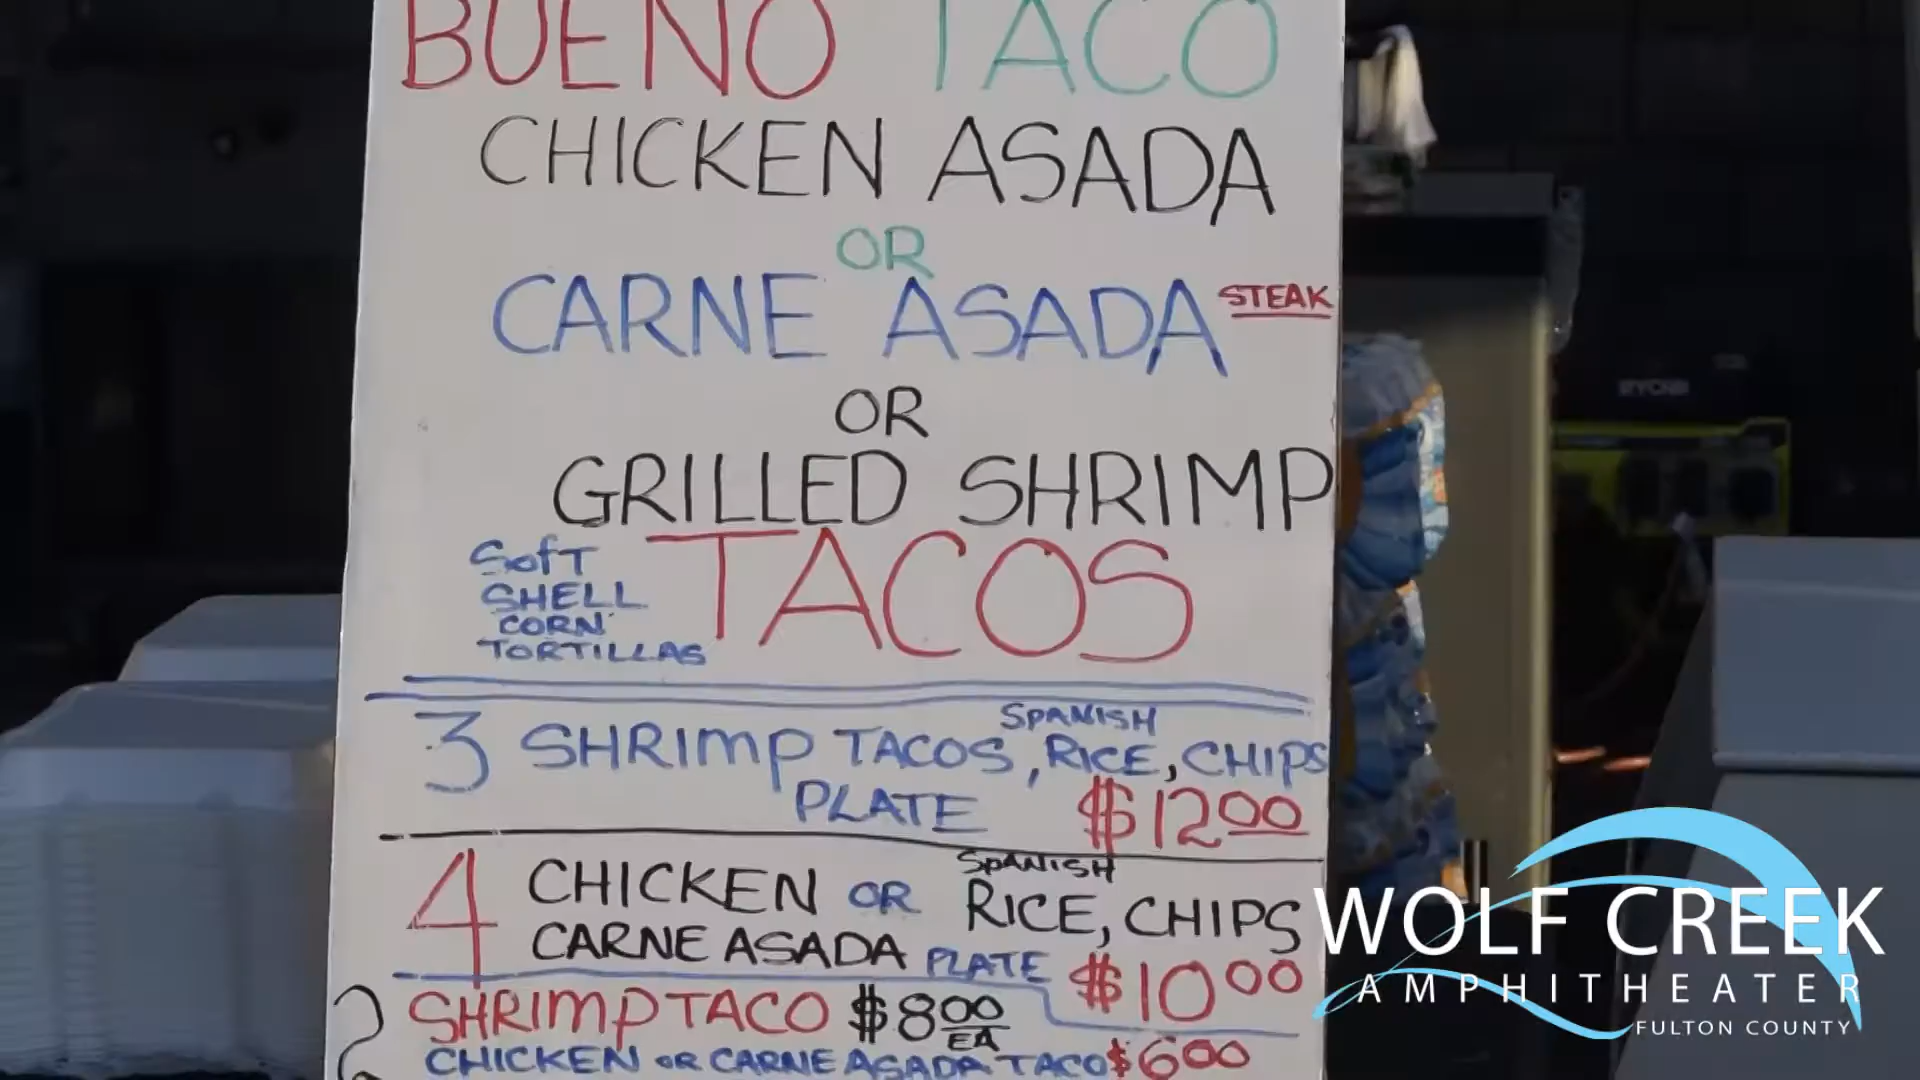 BUENO TACO
CHICKEN ASADA
OR
CARNE ASADA STEAK
OR
GRILLED SHRIMP
TACOS
SOFT
SHELL
CORN
TORTILLAS
3 SHRIMP TACOS, SPANISH RICE, CHIPS
PLATE $12.00
4 CHICKEN OR CARNE ASADA PLATE
SPANISH RICE, CHIPS
$10.00
2 SHRIMP TACO $8.00 EA
CHICKEN OR CARNE ASADA TACO $6.00
RYOBI
WOLF CREEK
AMPHITHEATER
FULTON COUNTY